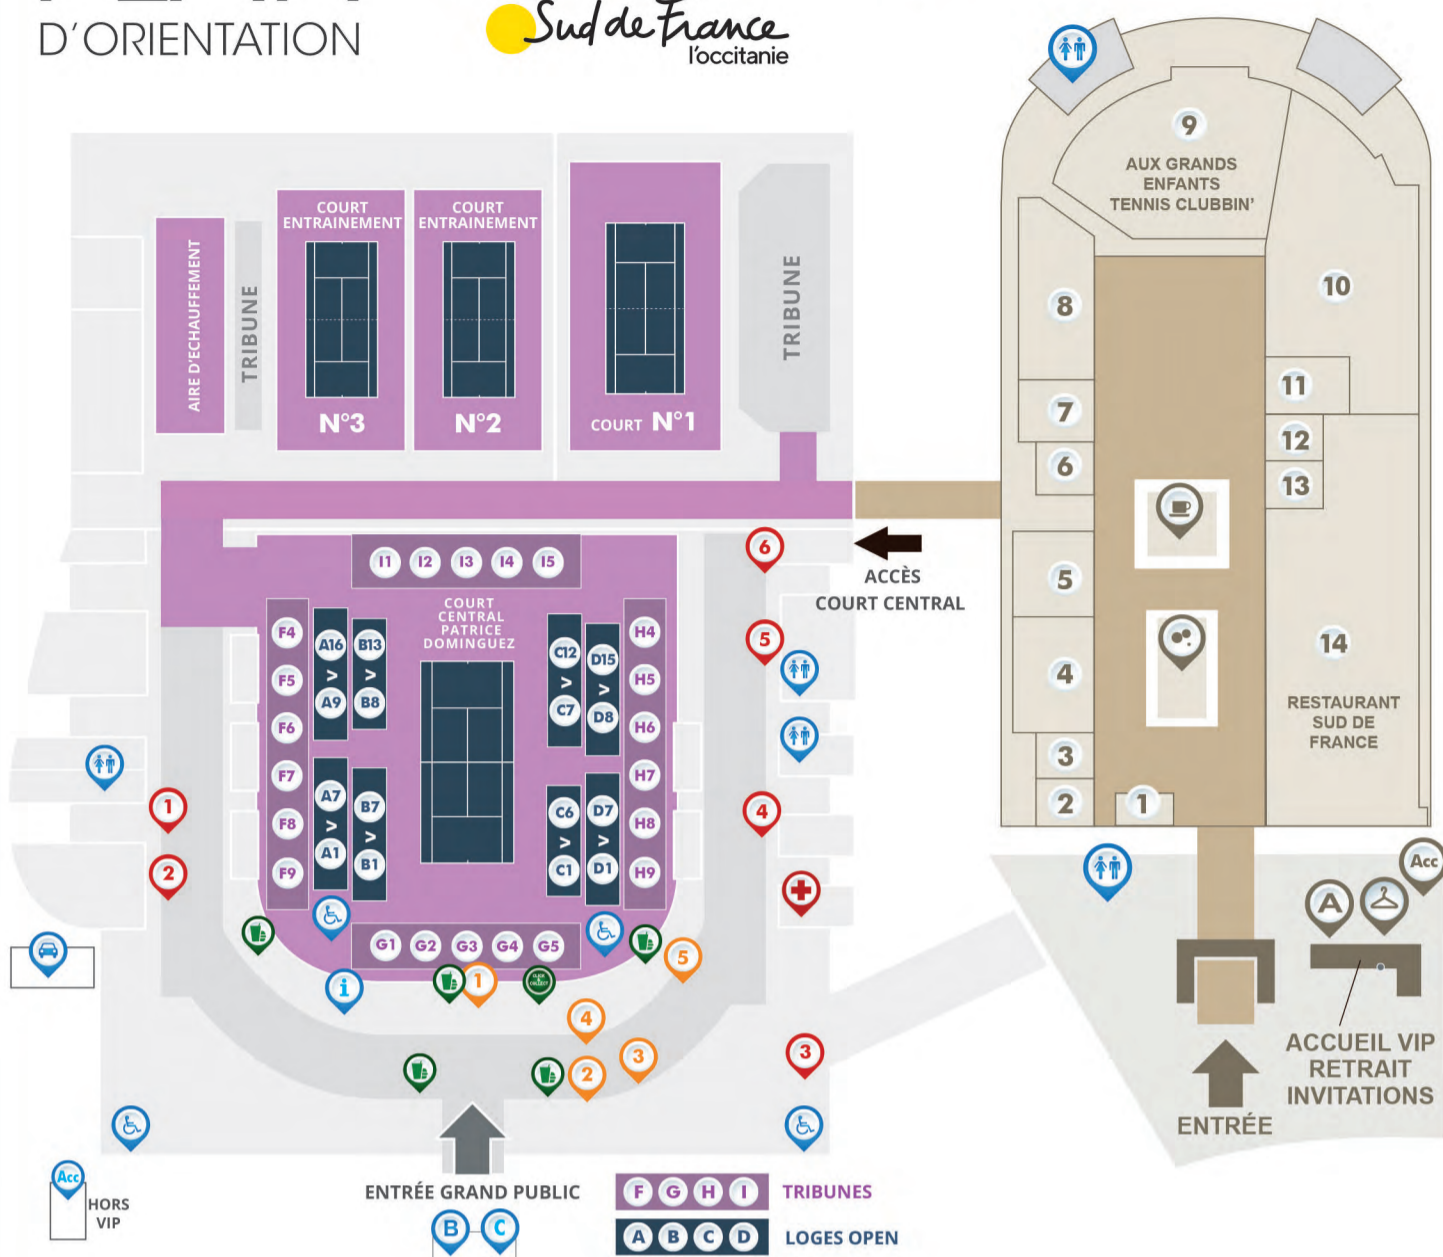 D'ORIENTATION
Sud de France
l'occitanie
9
AUX GRANDS
ENFANTS
TENNIS CLUBBIN'
COURT
ENTRAINEMENT
COURT
ENTRAINEMENT
AIRE D'ECHAUFFEMENT
TRIBUNE
TRIBUNE
N°3
N°2
COURT N°1
8
10
7
11
6
12
13
5
4
14
RESTAURANT
SUD DE
FRANCE
3
2
1
ACCÈS
COURT CENTRAL
6
5
4
3
1
2
I1 I2 I3 I4 I5
COURT
CENTRAL
PATRICE
DOMINGUEZ
F4
F5
F6
F7
F8
F9
A16
>
A9
B13
>
B8
A7
>
A1
B7
>
B1
C12
>
C7
D15
>
D8
C6
>
C1
D7
>
D1
H4
H5
H6
H7
H8
H9
G1 G2 G3 G4 G5
i
1
CLICK
&
COLLECT
5
4
3
2
Acc
A
ACCUEIL VIP
RETRAIT
INVITATIONS
ENTRÉE
Acc
HORS
VIP
ENTRÉE GRAND PUBLIC
B C
F G H I TRIBUNES
A B C D LOGES OPEN